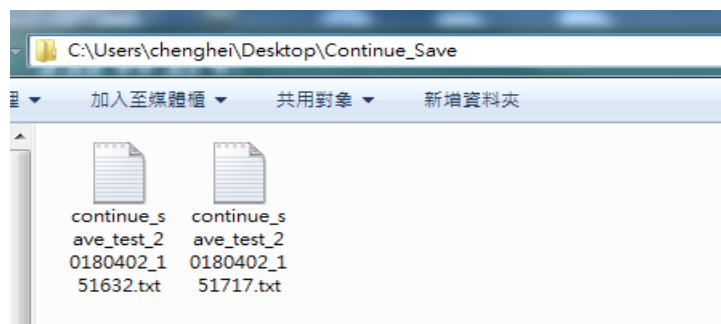 C:\Users\chenghei\Desktop\Continue_Save
加入至媒體櫃 共用對象 新增資料夾
continue_s
ave_test_2
0180402_1
51632.txt
continue_s
ave_test_2
0180402_1
51717.txt